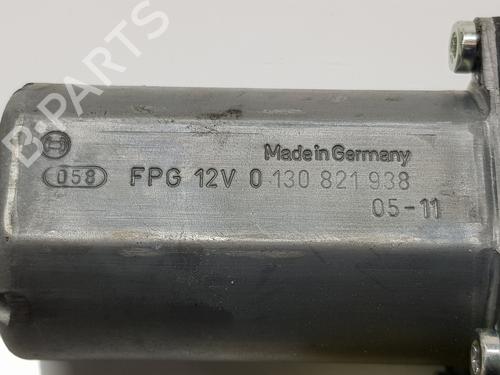 B-PARTS
Made in Germany
058 FPG 12V 0 130 821 938
05-11